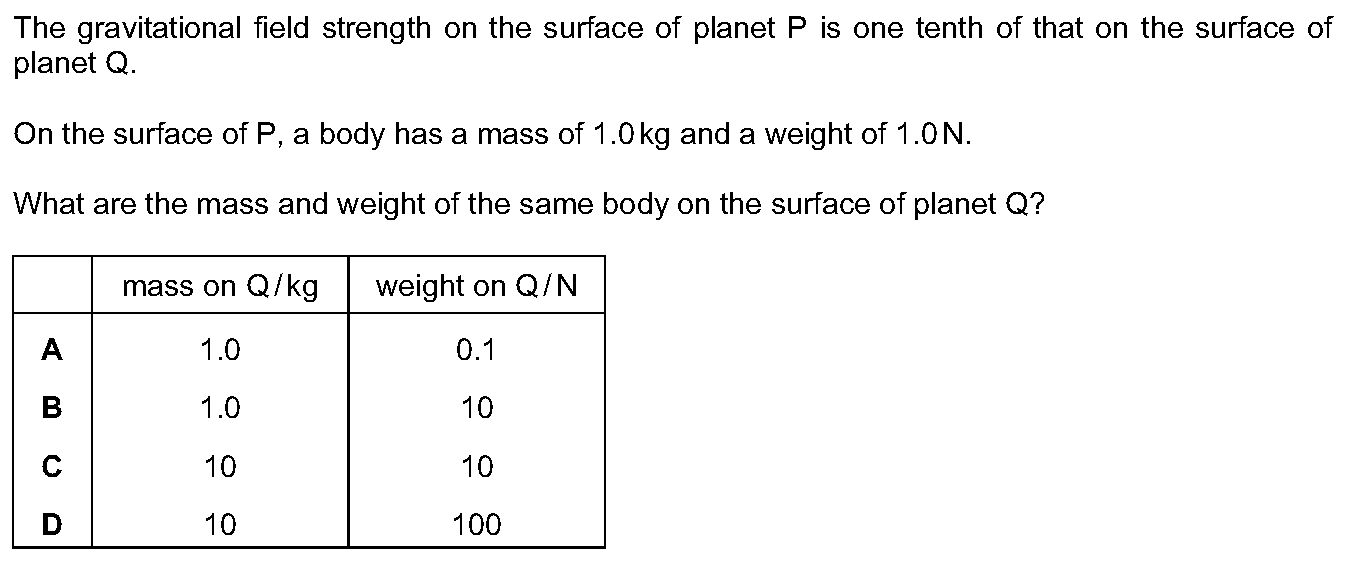 The gravitational field strength on the surface of planet P is one tenth of that on the surface of
planet Q.
On the surface of P, a body has a mass of 1.0 kg and a weight of 1.0 N.
What are the mass and weight of the same body on the surface of planet Q?
mass on Q / kg weight on Q / N
A 1.0 0.1
B 1.0 10
C 10 10
D 10 100